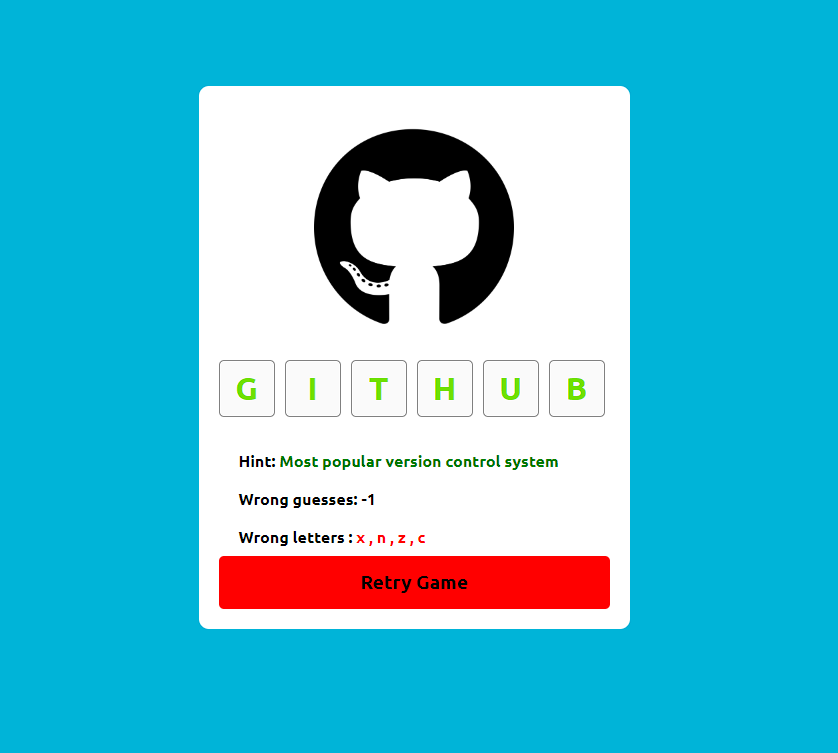 G I T H U B
Hint: Most popular version control system
Wrong guesses: -1
Wrong letters : x , n , z , c
Retry Game